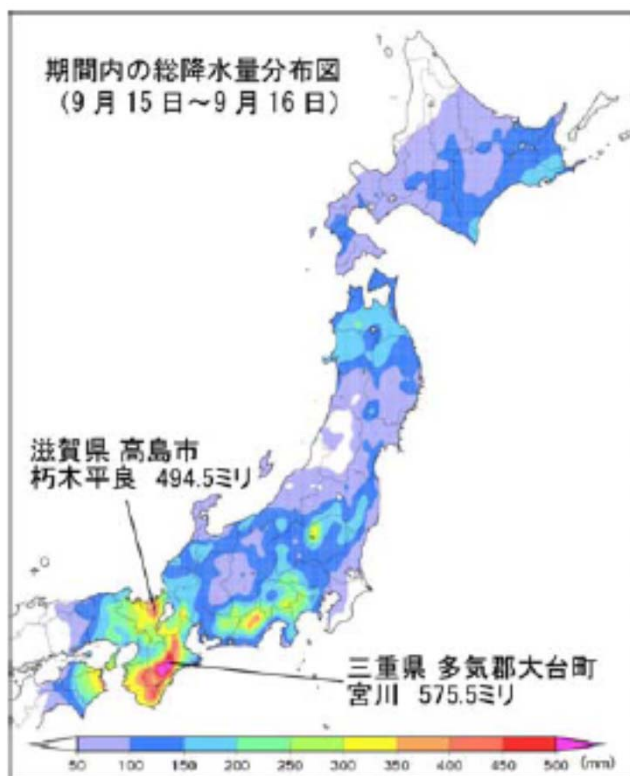 期間内の総降水量分布図
(9月15日～9月16日)
滋賀県 高島市
朽木平良 494.5ミリ
三重県 多気郡大台町
宮川 575.5ミリ
50 100 150 200 250 300 350 400 450 500 (mm)